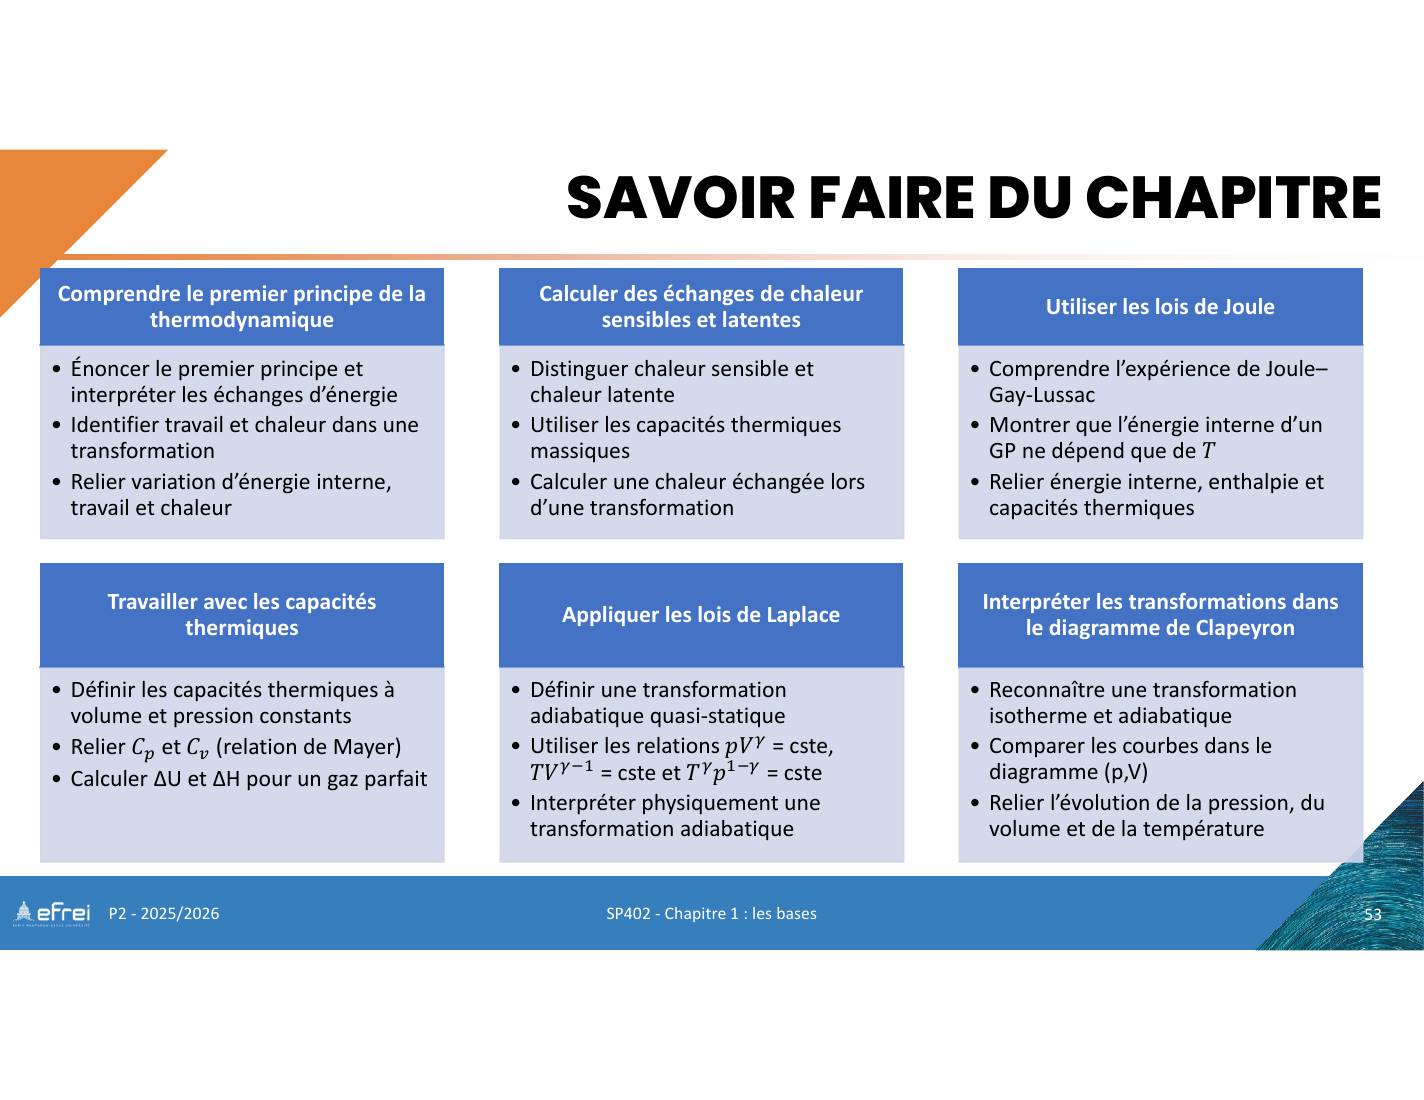 SAVOIR FAIRE DU CHAPITRE
Comprendre le premier principe de la
thermodynamique
• Énoncer le premier principe et
interpréter les échanges d’énergie
• Identifier travail et chaleur dans une
transformation
• Relier variation d’énergie interne,
travail et chaleur
Calculer des échanges de chaleur
sensibles et latentes
• Distinguer chaleur sensible et
chaleur latente
• Utiliser les capacités thermiques
massiques
• Calculer une chaleur échangée lors
d’une transformation
Utiliser les lois de Joule
• Comprendre l’expérience de Joule–
Gay-Lussac
• Montrer que l’énergie interne d’un
GP ne dépend que de T
• Relier énergie interne, enthalpie et
capacités thermiques
Travailler avec les capacités
thermiques
• Définir les capacités thermiques à
volume et pression constants
• Relier C_p et C_v (relation de Mayer)
• Calculer ΔU et ΔH pour un gaz parfait
Appliquer les lois de Laplace
• Définir une transformation
adiabatique quasi-statique
• Utiliser les relations pV^γ = cste,
TV^{γ−1} = cste et T^γ p^{1−γ} = cste
• Interpréter physiquement une
transformation adiabatique
Interpréter les transformations dans
le diagramme de Clapeyron
• Reconnaître une transformation
isotherme et adiabatique
• Comparer les courbes dans le
diagramme (p,V)
• Relier l’évolution de la pression, du
volume et de la température
efrei
P2 - 2025/2026
SP402 - Chapitre 1 : les bases
53